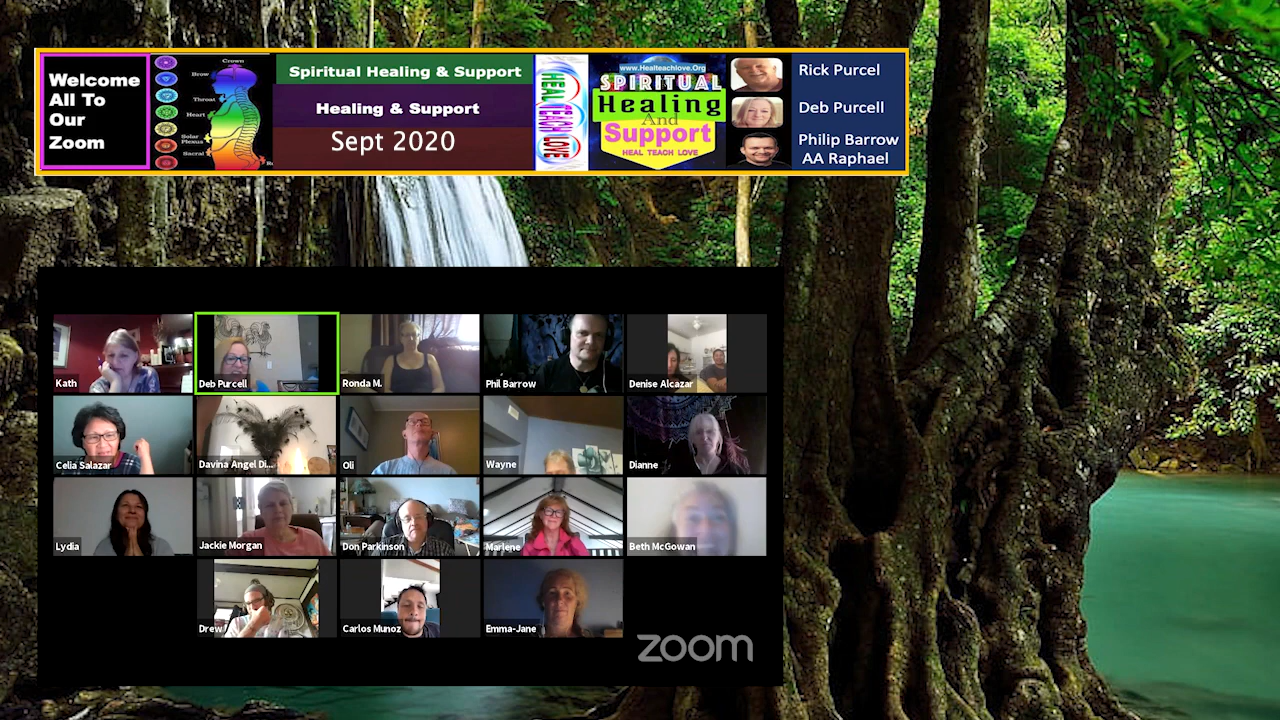 Welcome
All To
Our
Zoom
Crown
Brow
Throat
Heart
Solar
Plexus
Sacral
Spiritual Healing & Support
Healing & Support
Sept 2020
HEAL TEACH LOVE
www.Healteachlove.Org
SPIRITUAL
Healing
And
Support
HEAL TEACH LOVE
Rick Purcel
Deb Purcell
Philip Barrow
AA Raphael
Kath
Deb Purcell
Ronda M.
Phil Barrow
Denise Alcazar
Celia Salazar
Davina Angel Di...
Oli
Wayne
Dianne
Lydia
Jackie Morgan
Don Parkinson
Marlene
Beth McGowan
Drew
Carlos Munoz
Emma-Jane
zoom